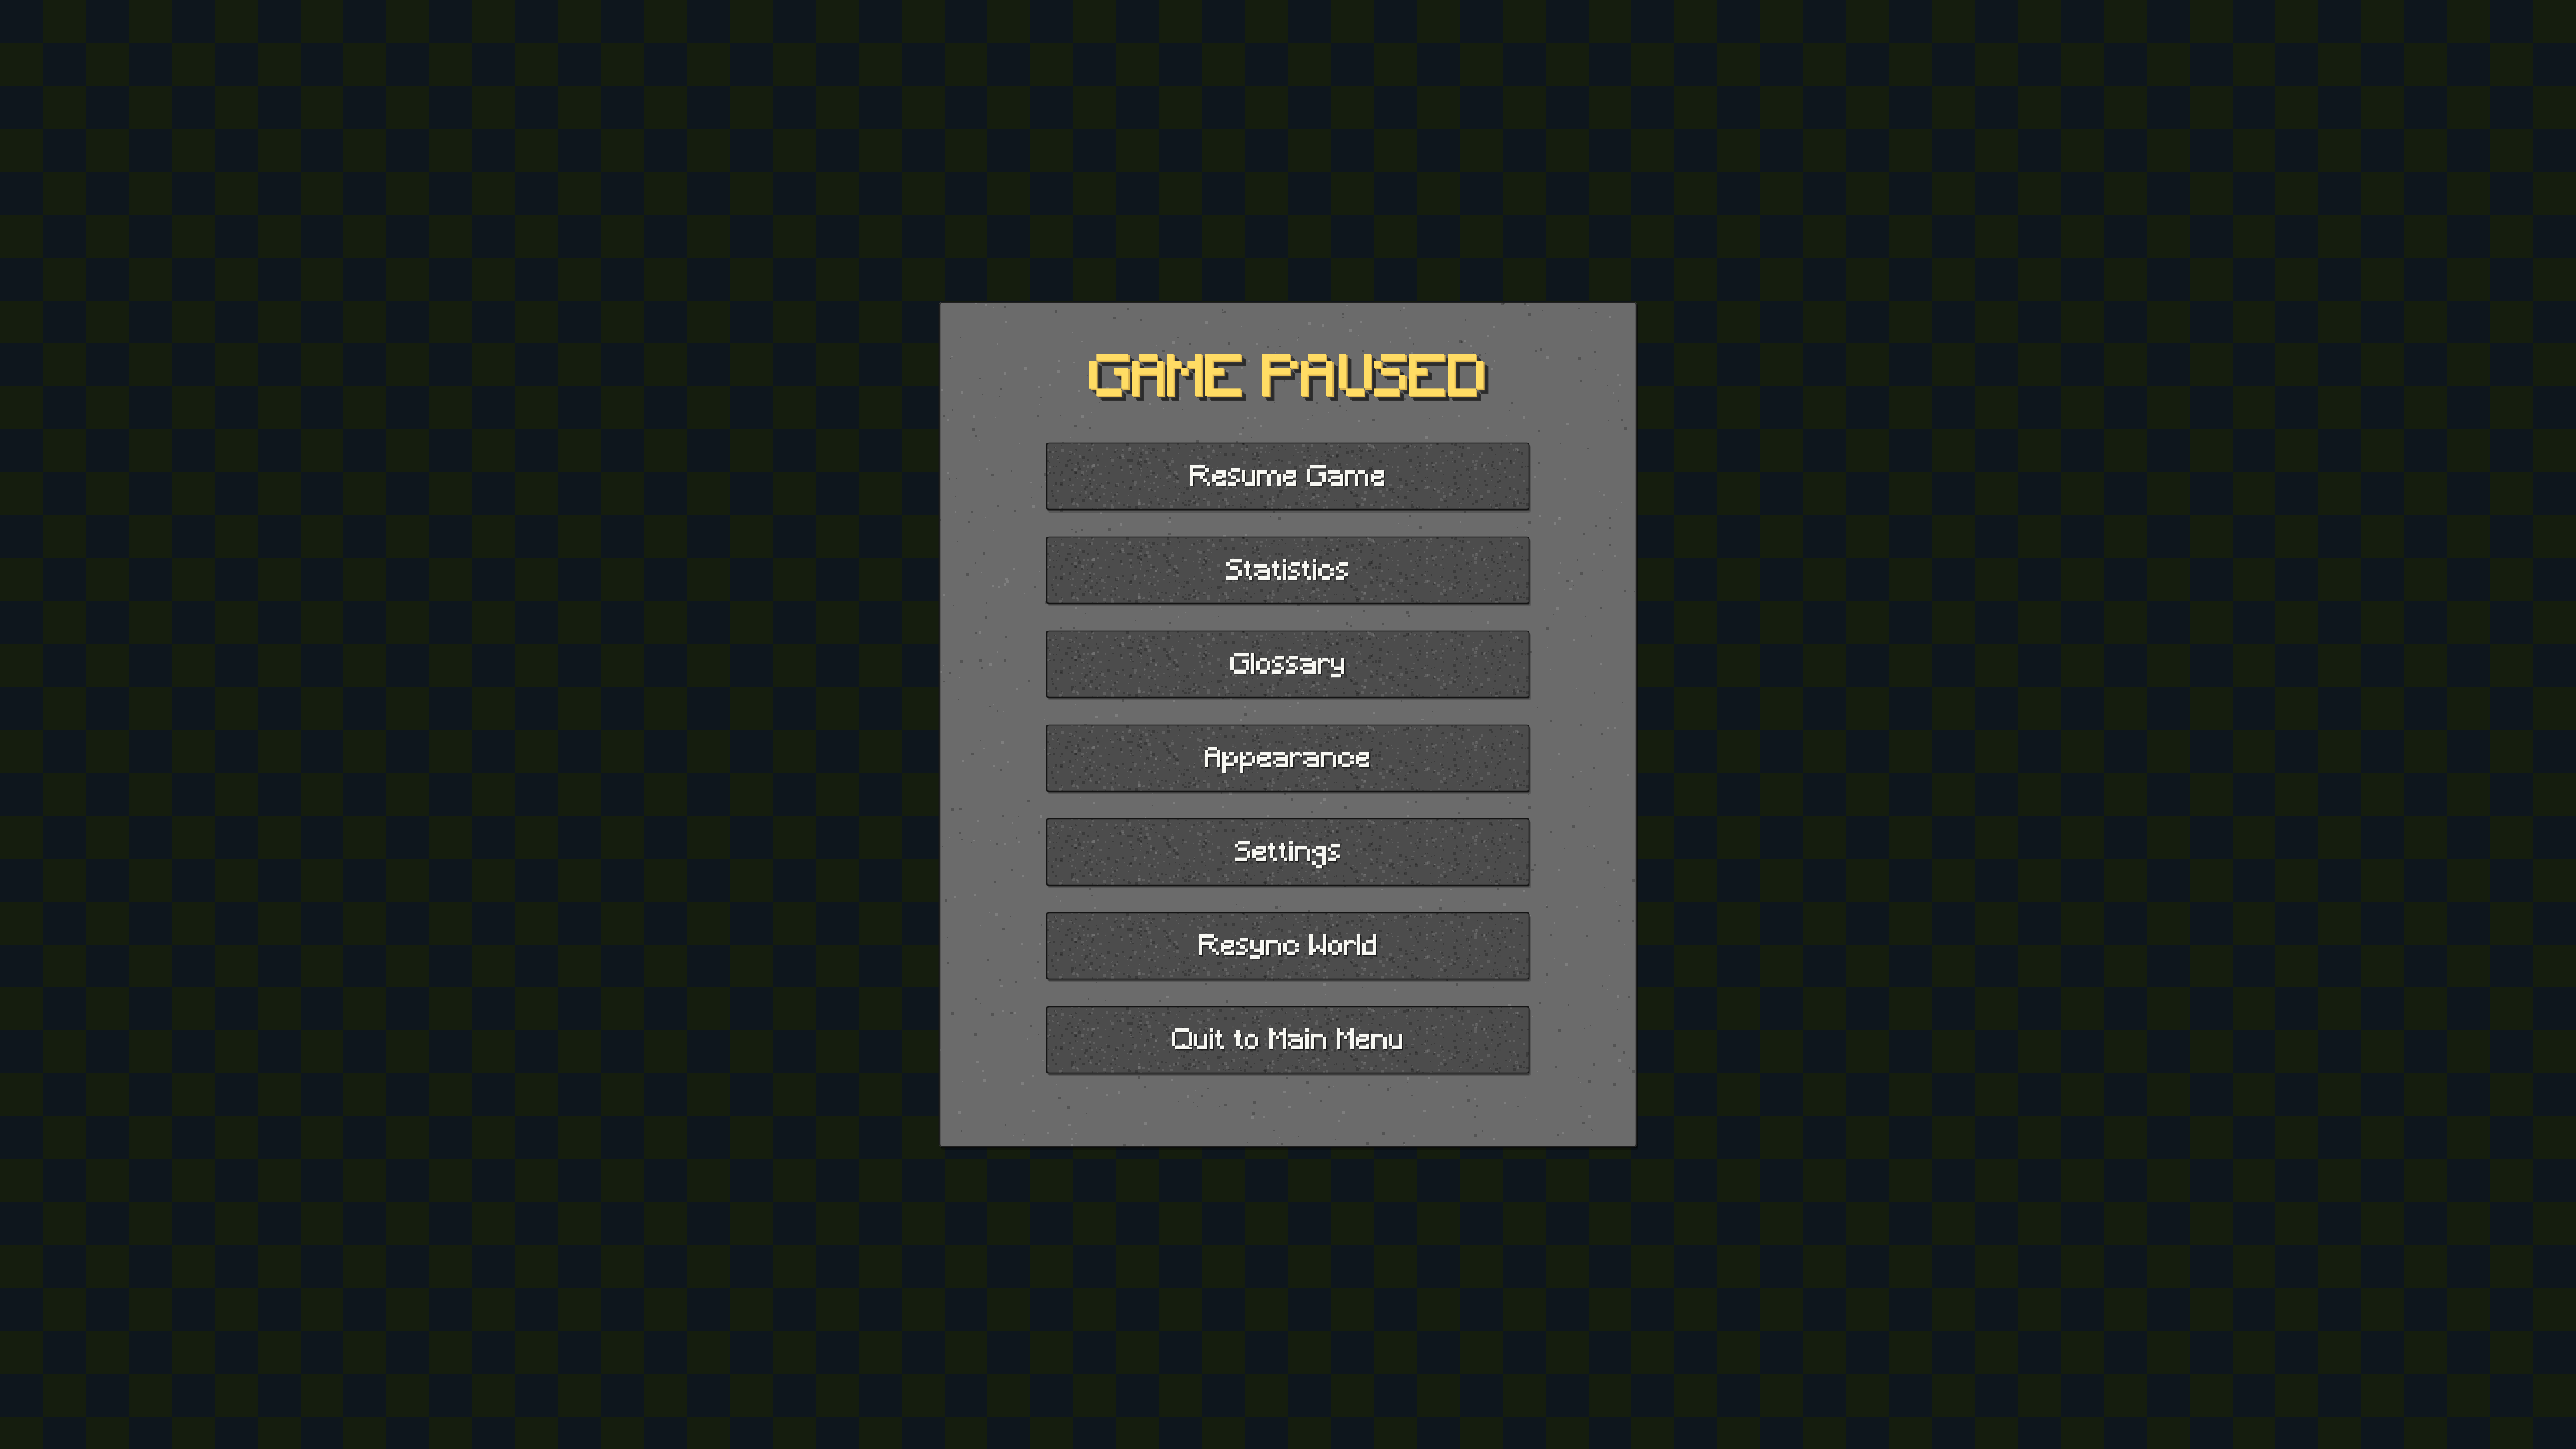 GAME PAUSED
Resume Game
Statistics
Glossary
Appearance
Settings
Resync World
Quit to Main Menu